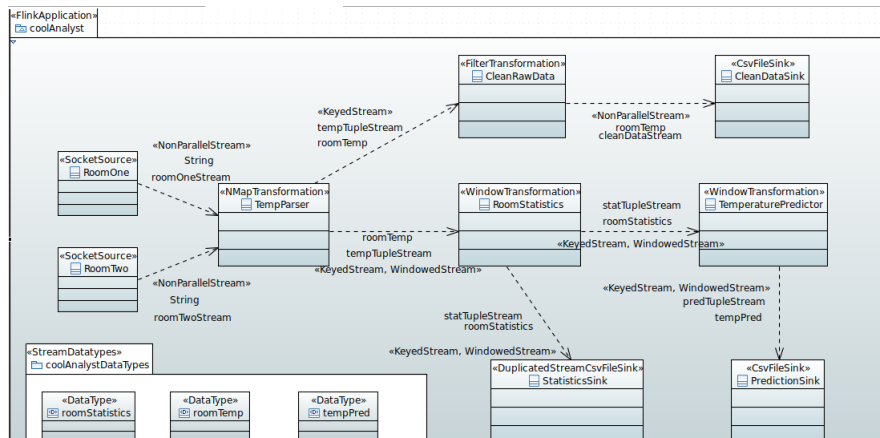 «FlinkApplication»
coolAnalyst
«FilterTransformation»
CleanRawData
«CsvFileSink»
CleanDataSink
«KeyedStream»
tempTupleStream
roomTemp
«NonParallelStream»
roomTemp
cleanDataStream
«NonParallelStream»
String
roomOneStream
«SocketSource»
RoomOne
«NMapTransformation»
TempParser
«WindowTransformation»
RoomStatistics
«WindowTransformation»
TemperaturePredictor
statTupleStream
roomStatistics
«KeyedStream, WindowedStream»
roomTemp
tempTupleStream
«KeyedStream, WindowedStream»
«SocketSource»
RoomTwo
«NonParallelStream»
String
roomTwoStream
«KeyedStream, WindowedStream»
predTupleStream
tempPred
statTupleStream
roomStatistics
«KeyedStream, WindowedStream»
«StreamDatatypes»
coolAnalystDataTypes
«DuplicatedStreamCsvFileSink»
StatisticsSink
«CsvFileSink»
PredictionSink
«DataType»
roomStatistics
«DataType»
roomTemp
«DataType»
tempPred